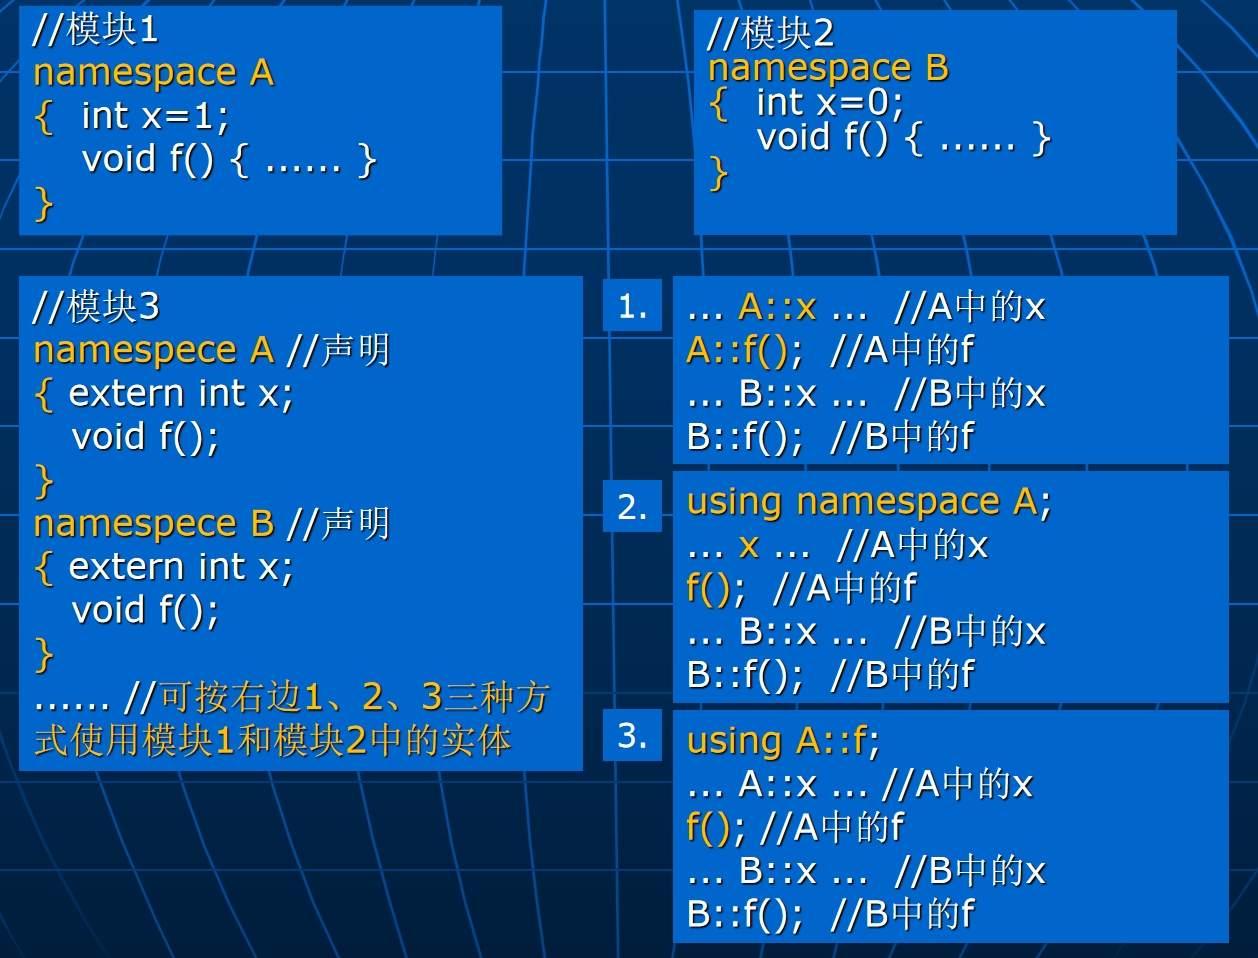 //模块1
namespace A
{ int x=1;
void f() { ...... }
}
//模块2
namespace B
{ int x=0;
void f() { ...... }
}
//模块3
namespece A //声明
{ extern int x;
void f();
}
namespece B //声明
{ extern int x;
void f();
}
...... //可按右边1、2、3三种方
式使用模块1和模块2中的实体
1.
... A::x ... //A中的x
A::f(); //A中的f
... B::x ... //B中的x
B::f(); //B中的f
2.
using namespace A;
... x ... //A中的x
f(); //A中的f
... B::x ... //B中的x
B::f(); //B中的f
3.
using A::f;
... A::x ... //A中的x
f(); //A中的f
... B::x ... //B中的x
B::f(); //B中的f